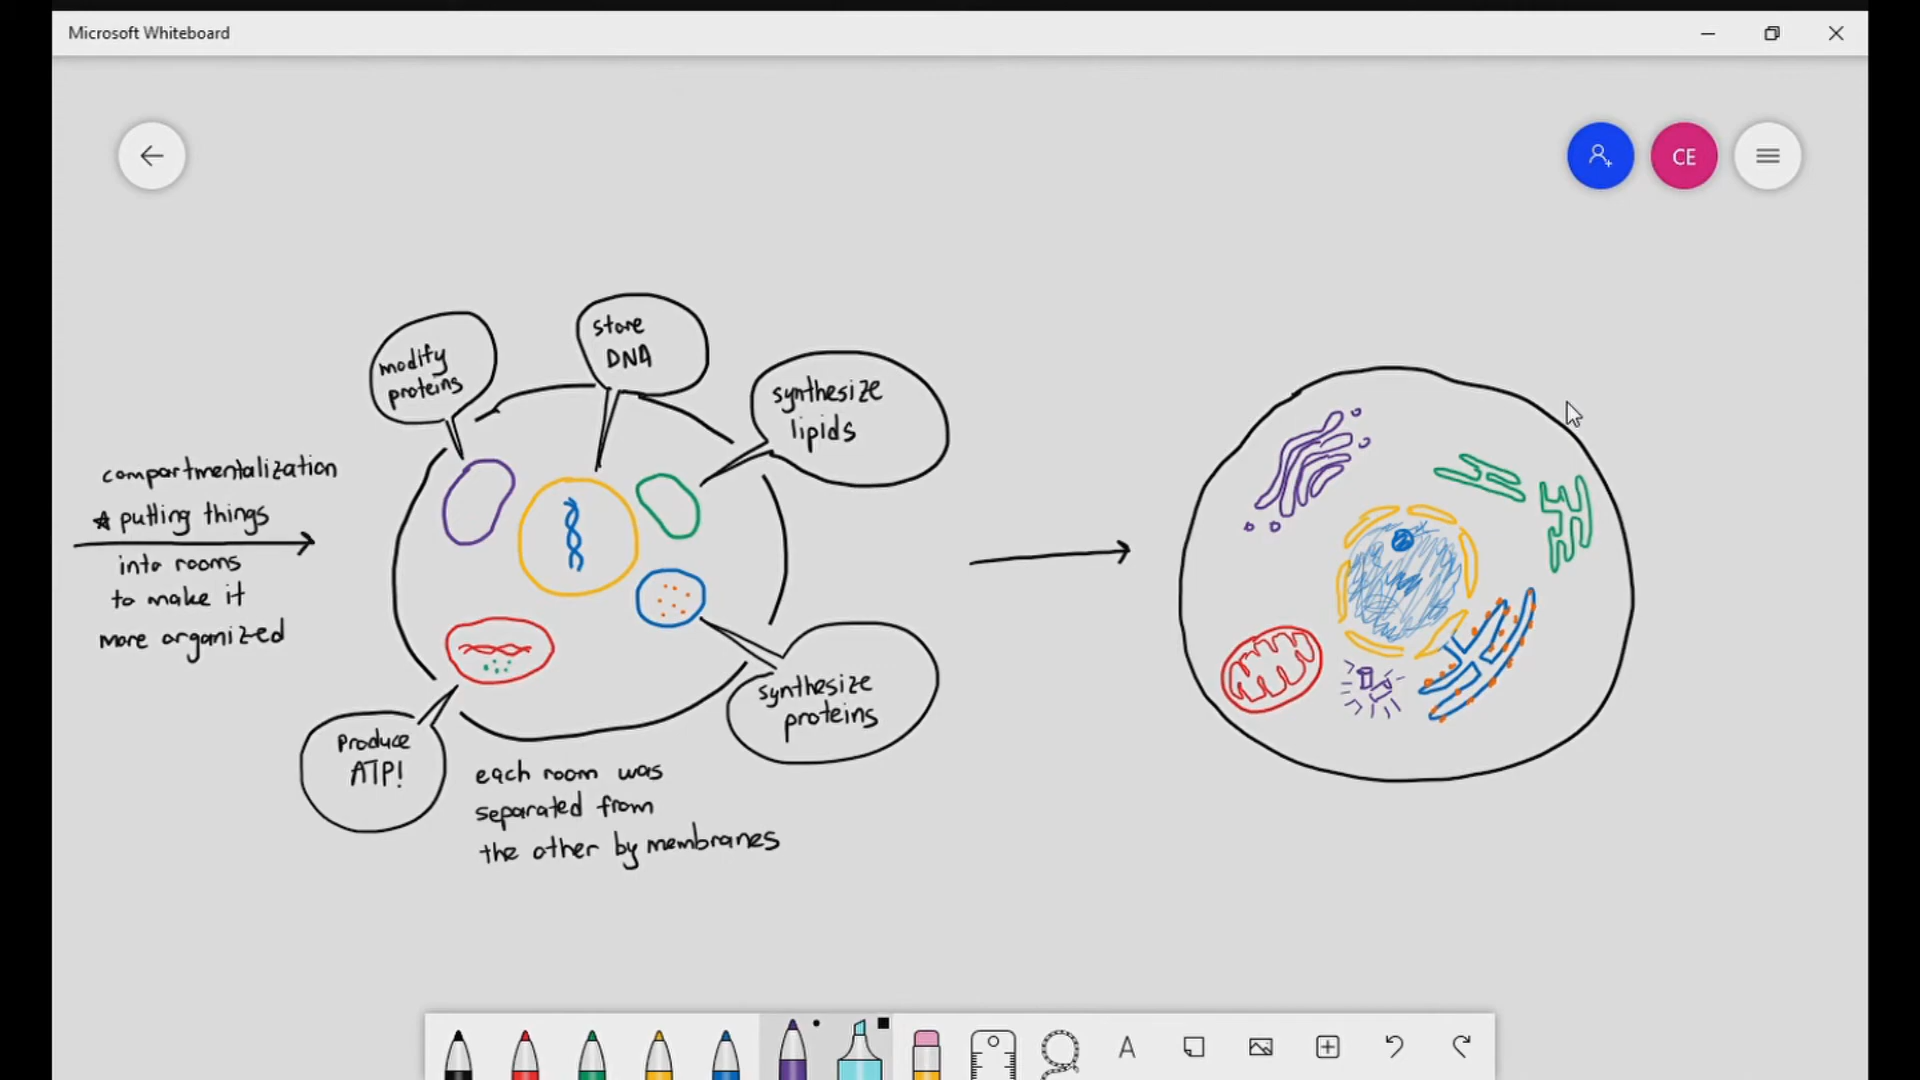 Microsoft Whiteboard
CE
compartmentalization
★ putting things
into rooms
to make it
more organized
modify
proteins
store
DNA
synthesize
lipids
synthesize
proteins
Produce
ATP!
each room was
separated from
the other by membranes
A